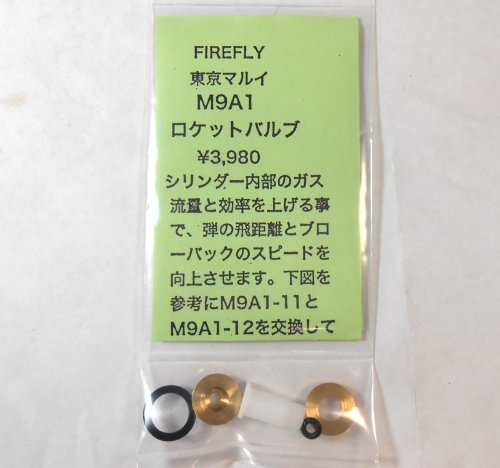 FIREFLY
東京マルイ
M9A1
ロケットバルブ
¥3,980
シリンダー内部のガス
流量と効率を上げる事
で、弾の飛距離とブロ
ーバックのスピードを
向上させます。下図を
参考にM9A1-11と
M9A1-12を交換して